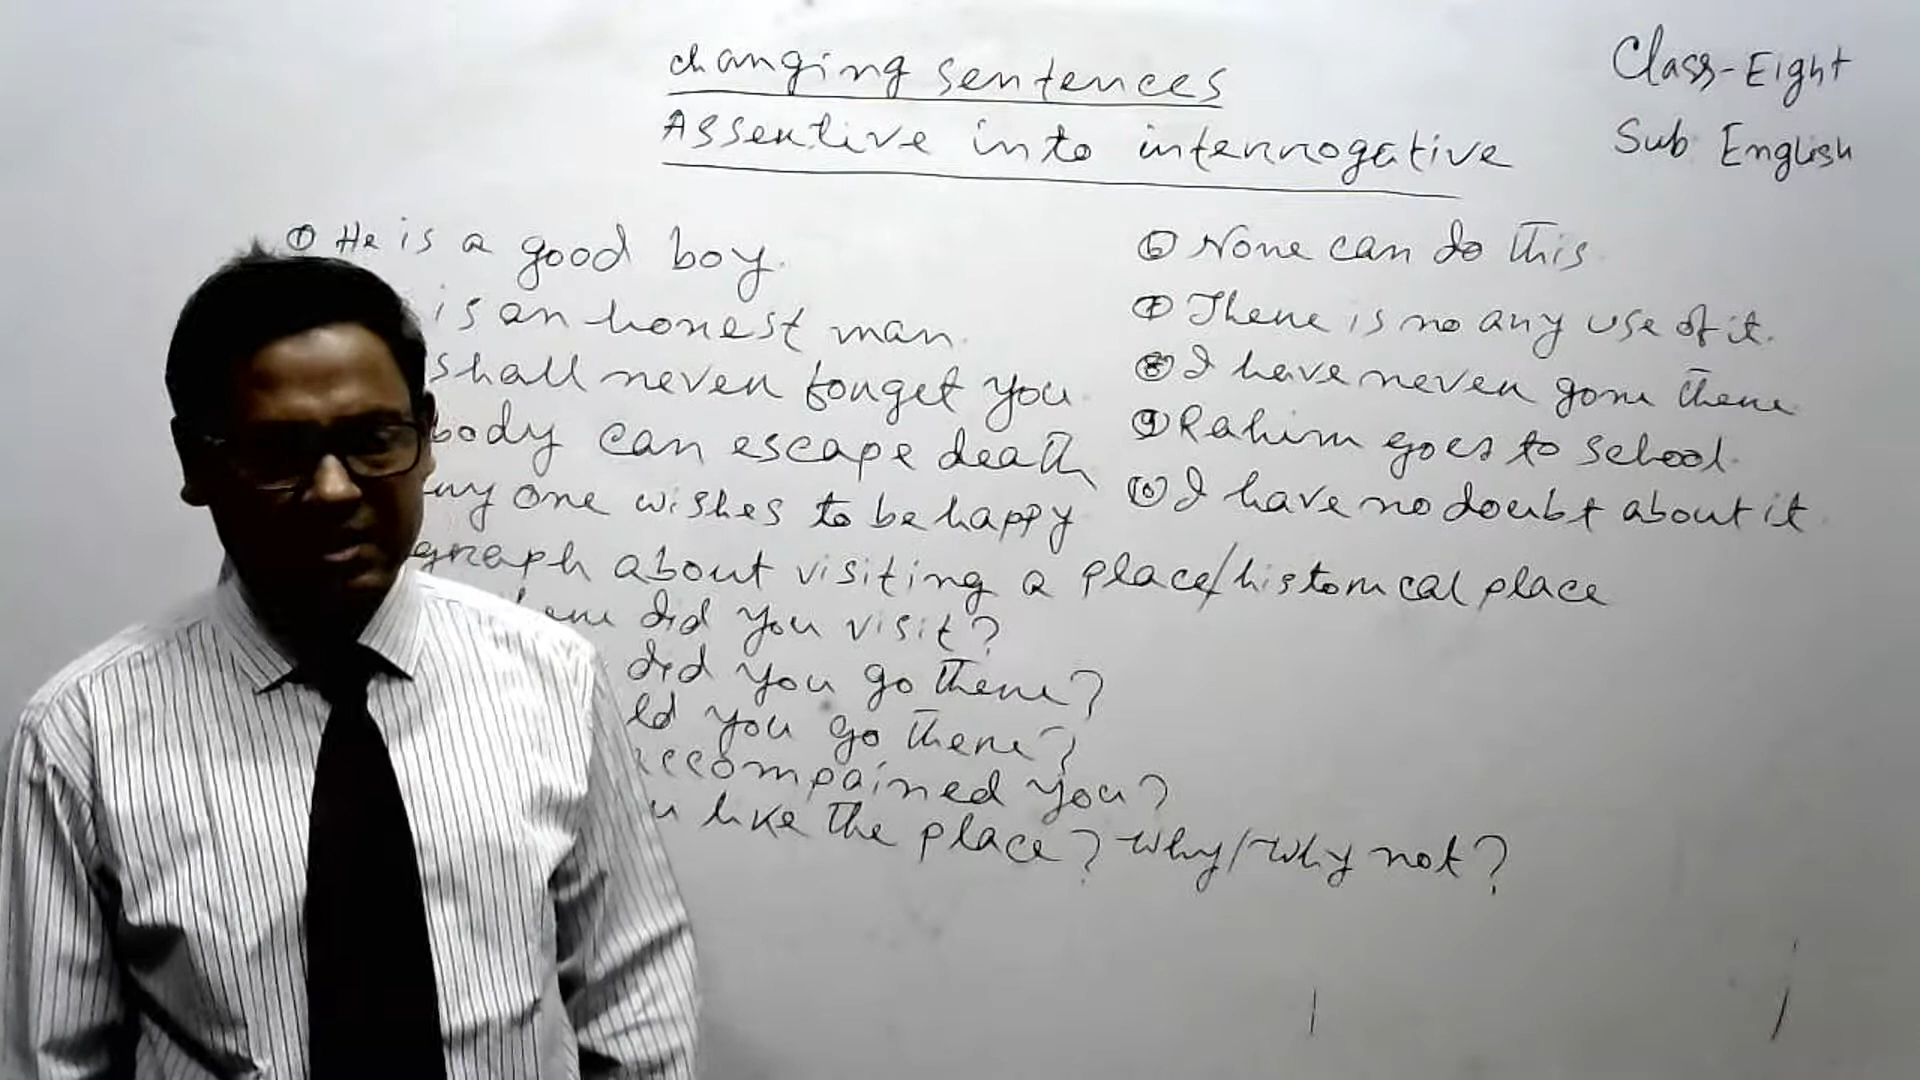 changing sentences
Assertive into interrogative
Class-Eight
Sub English
① He is a good boy.
is an honest man.
shall never forget you
body can escape death
one wishes to be happy
graph about visiting a place/historical place
did you visit?
did you go there?
ld you go there?
accompained you?
u like the place? Why/Why not?
⑥ None can do this
⑦ There is no any use of it.
⑧ I have never gone there
⑨ Rahim goes to school.
⑩ I have no doubt about it